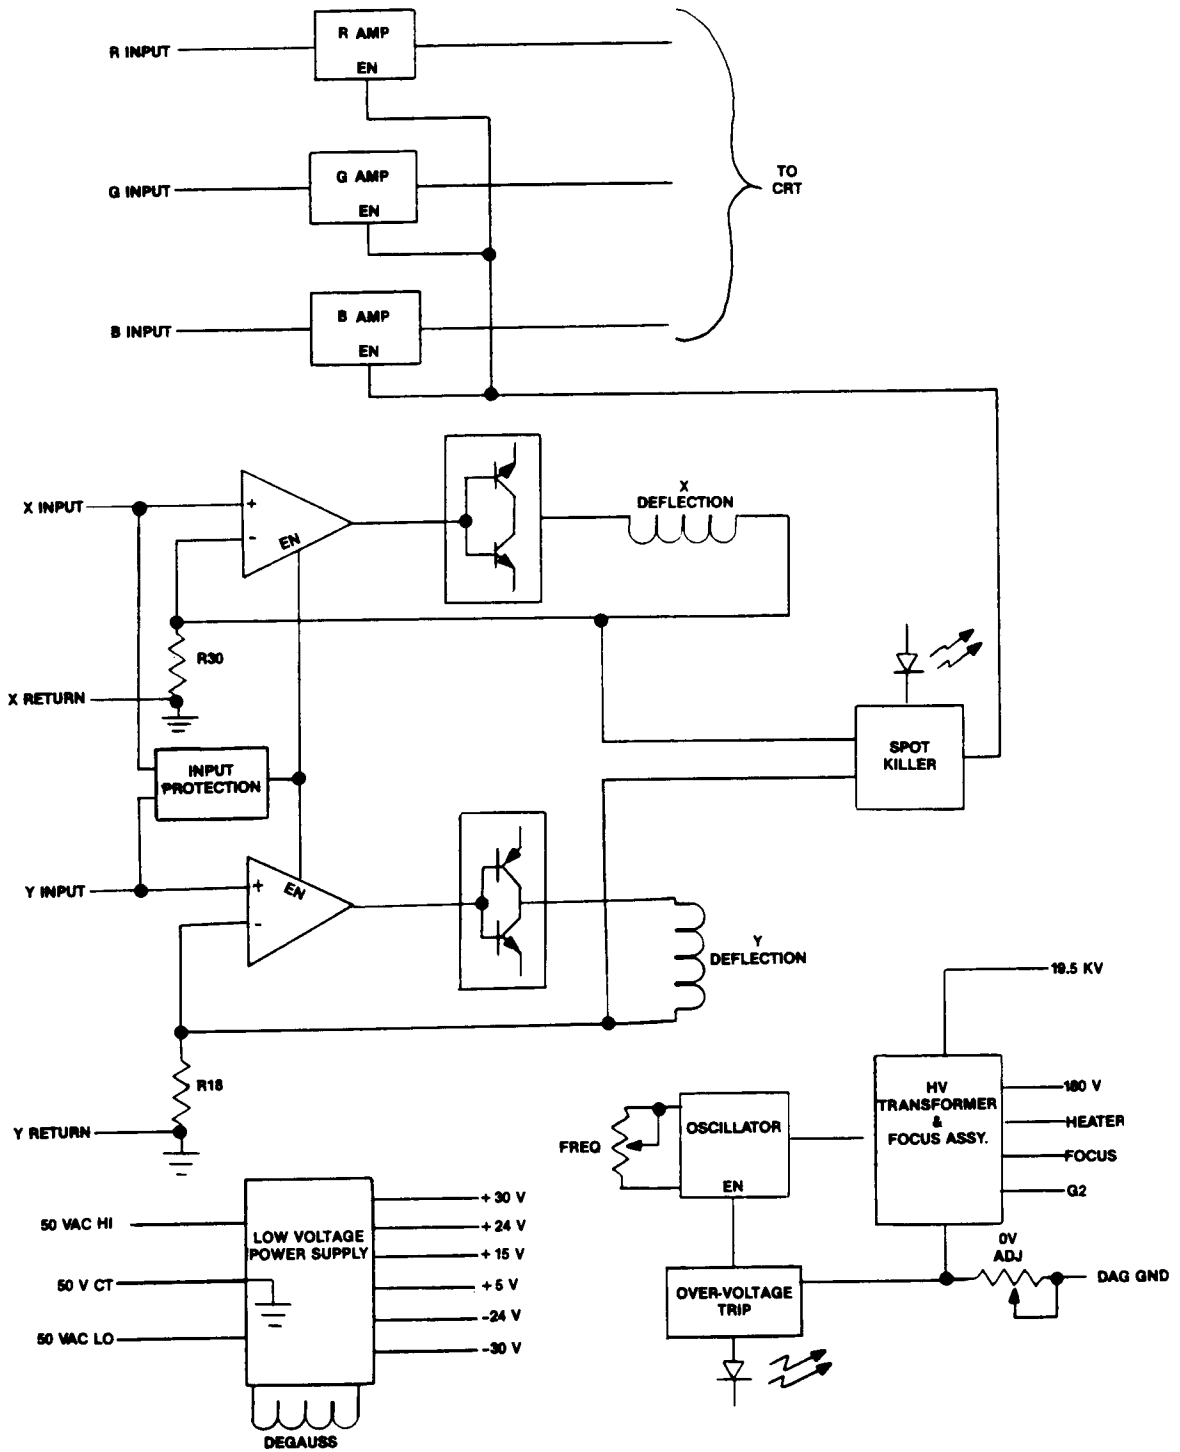 R INPUT
R AMP
EN
G INPUT
G AMP
EN
TO
CRT
B INPUT
B AMP
EN
X INPUT
+
-
EN
X
DEFLECTION
R30
X RETURN
INPUT
PROTECTION
SPOT
KILLER
Y INPUT
+
-
EN
Y
DEFLECTION
R18
Y RETURN
19.5 KV
HV
TRANSFORMER
&
FOCUS ASSY.
180 V
HEATER
FOCUS
G2
FREQ
OSCILLATOR
EN
OV
ADJ
DAG GND
OVER-VOLTAGE
TRIP
50 VAC HI
50 V CT
50 VAC LO
LOW VOLTAGE
POWER SUPPLY
+ 30 V
+ 24 V
+ 15 V
+ 5 V
-24 V
-30 V
DEGAUSS